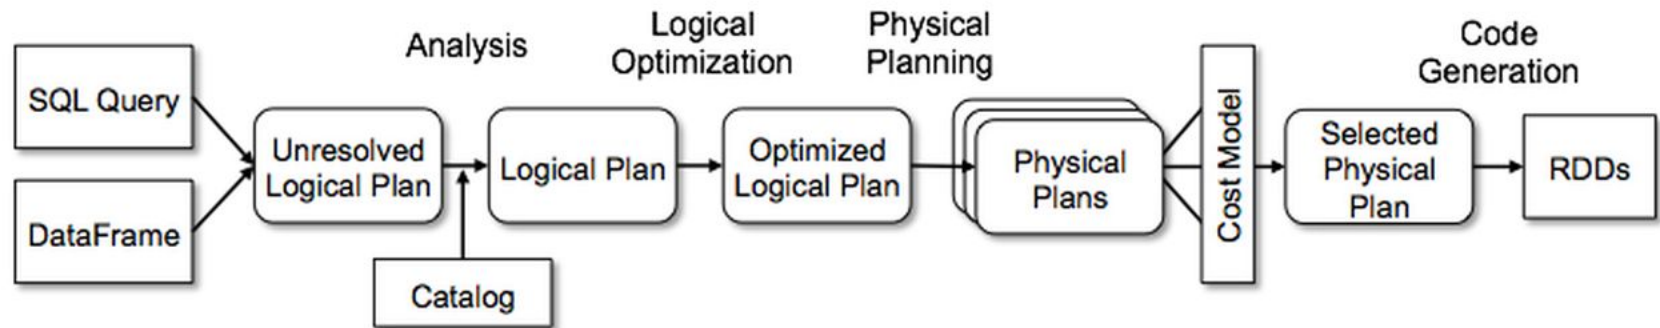 Analysis
Logical
Optimization
Physical
Planning
Code
Generation
SQL Query
DataFrame
Unresolved
Logical Plan
Catalog
Logical Plan
Optimized
Logical Plan
Physical
Plans
Cost Model
Selected
Physical
Plan
RDDs